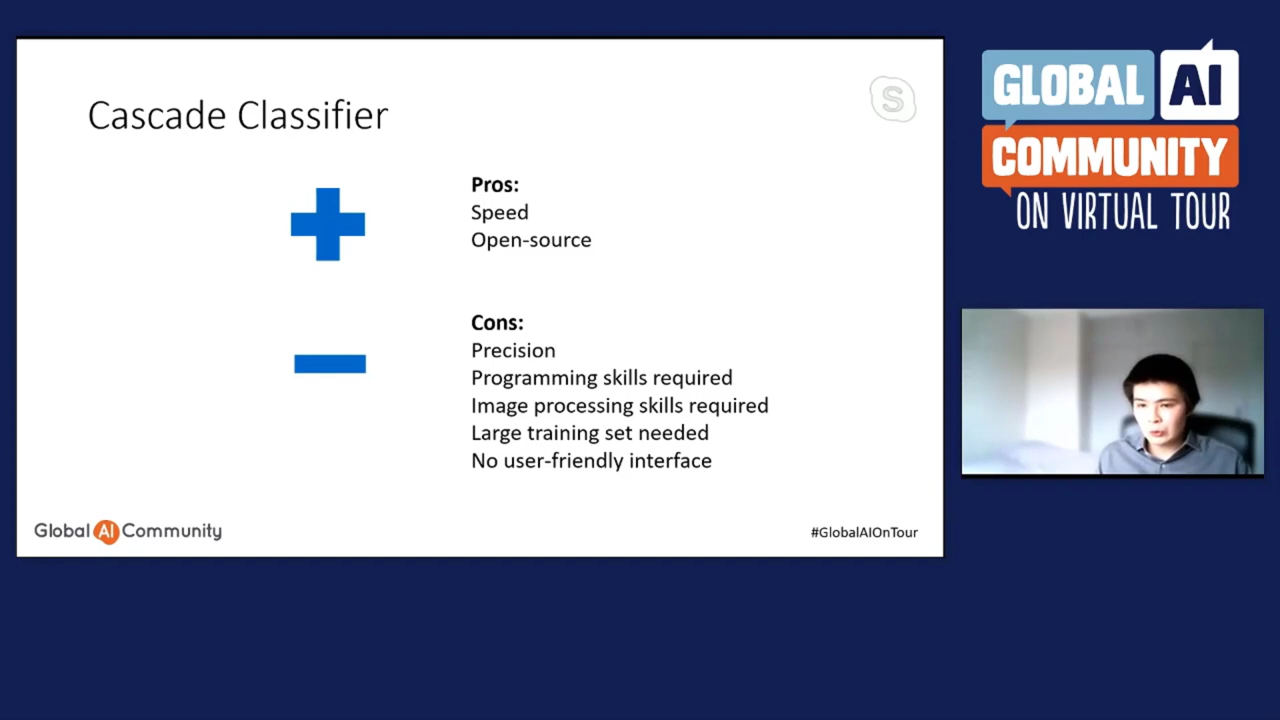 Cascade Classifier
S
Pros:
Speed
Open-source
Cons:
Precision
Programming skills required
Image processing skills required
Large training set needed
No user-friendly interface
Global AI Community
#GlobalAIOnTour
GLOBAL AI
COMMUNITY
ON VIRTUAL TOUR